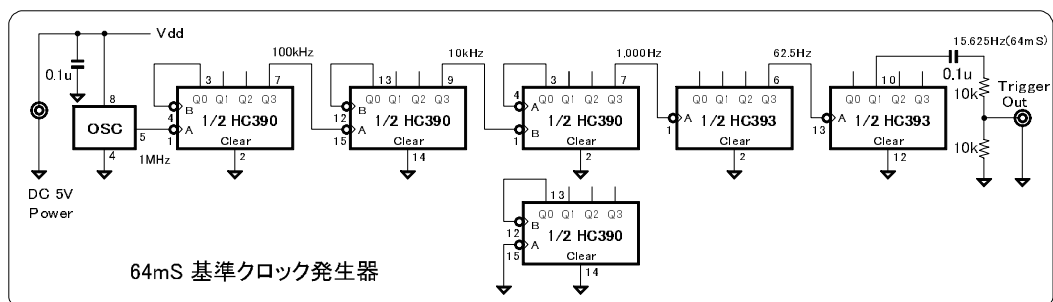 Vdd
0.1u
8
OSC
5
4
1MHz
DC 5V
Power
3
7
Q0 Q1 Q2 Q3
B
4
A
1
1/2 HC390
Clear
2
100kHz
13
9
Q0 Q1 Q2 Q3
B
12
A
15
1/2 HC390
Clear
14
10kHz
3
7
Q0 Q1 Q2 Q3
4
A
B
1
1/2 HC390
Clear
2
1,000Hz
6
Q0 Q1 Q2 Q3
A
1
1/2 HC393
Clear
2
62.5Hz
10
Q0 Q1 Q2 Q3
A
13
1/2 HC393
Clear
12
15.625Hz(64mS)
0.1u
10k
Trigger
Out
10k
13
Q0 Q1 Q2 Q3
B
12
A
15
1/2 HC390
Clear
14
64mS 基準クロック発生器